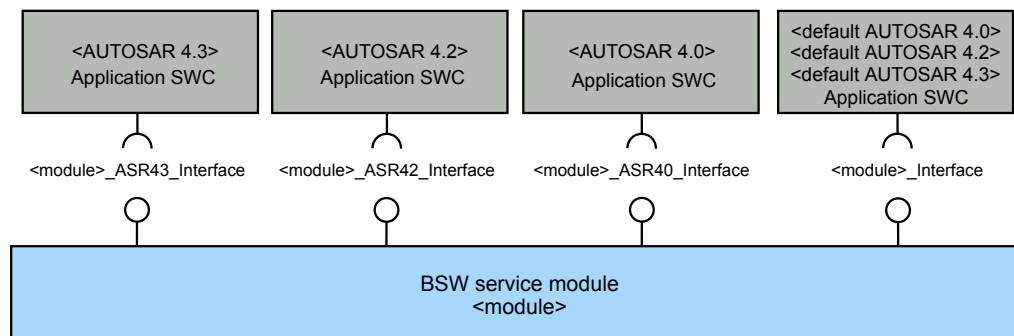 <AUTOSAR 4.3>
Application SWC
<AUTOSAR 4.2>
Application SWC
<AUTOSAR 4.0>
Application SWC
<default AUTOSAR 4.0>
<default AUTOSAR 4.2>
<default AUTOSAR 4.3>
Application SWC
<module>_ASR43_Interface
<module>_ASR42_Interface
<module>_ASR40_Interface
<module>_Interface
BSW service module
<module>